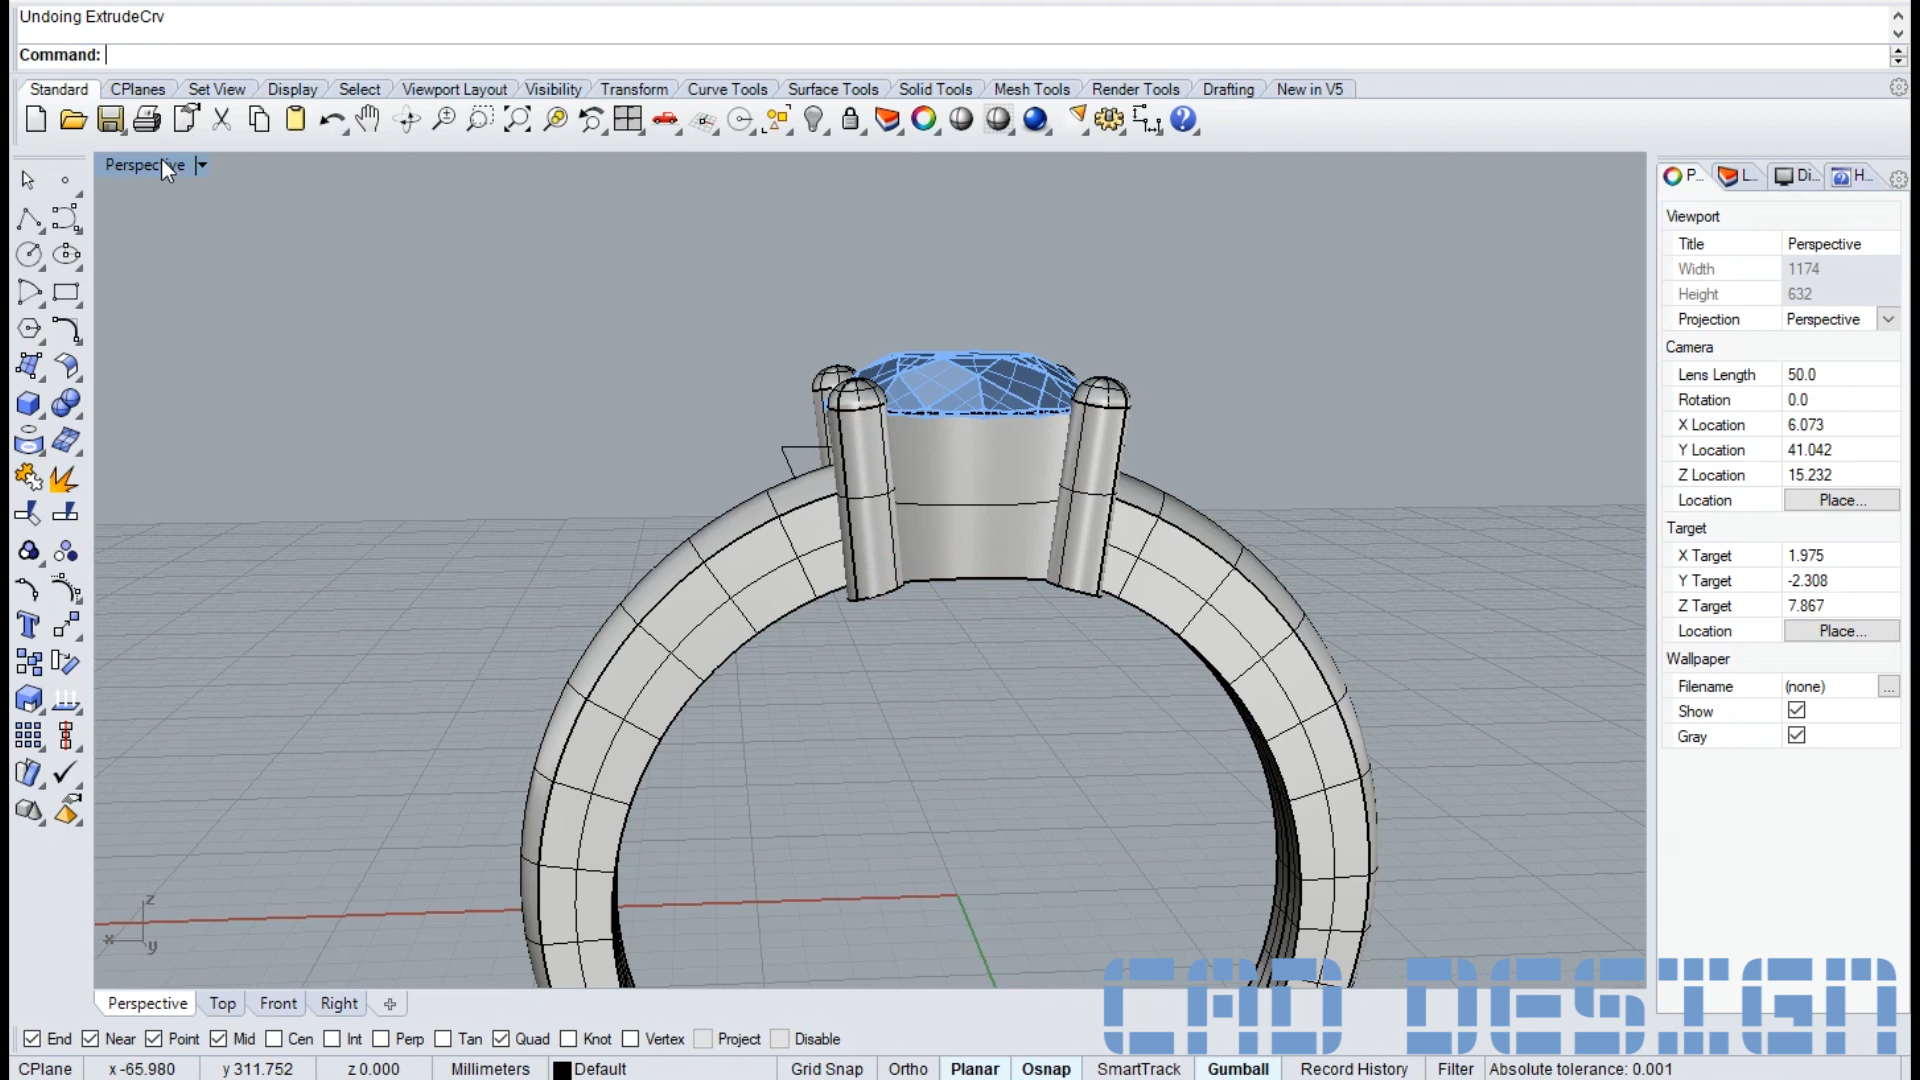 Undoing ExtrudeCrv
Command:
Standard CPlanes Set View Display Select Viewport Layout Visibility Transform Curve Tools Surface Tools Solid Tools Mesh Tools Render Tools Drafting New in V5
Perspective
P... L... Di... H...
Viewport
Title Perspective
Width 1174
Height 632
Projection Perspective
Camera
Lens Length 50.0
Rotation 0.0
X Location 6.073
Y Location 41.042
Z Location 15.232
Location Place...
Target
X Target 1.975
Y Target -2.308
Z Target 7.867
Location Place...
Wallpaper
Filename (none) ...
Show
Gray
z
x y
CAD DESIGN
Perspective Top Front Right
End Near Point Mid Cen Int Perp Tan Quad Knot Vertex Project Disable
CPlane x -65.980 y 311.752 z 0.000 Millimeters Default Grid Snap Ortho Planar Osnap SmartTrack Gumball Record History Filter Absolute tolerance: 0.001